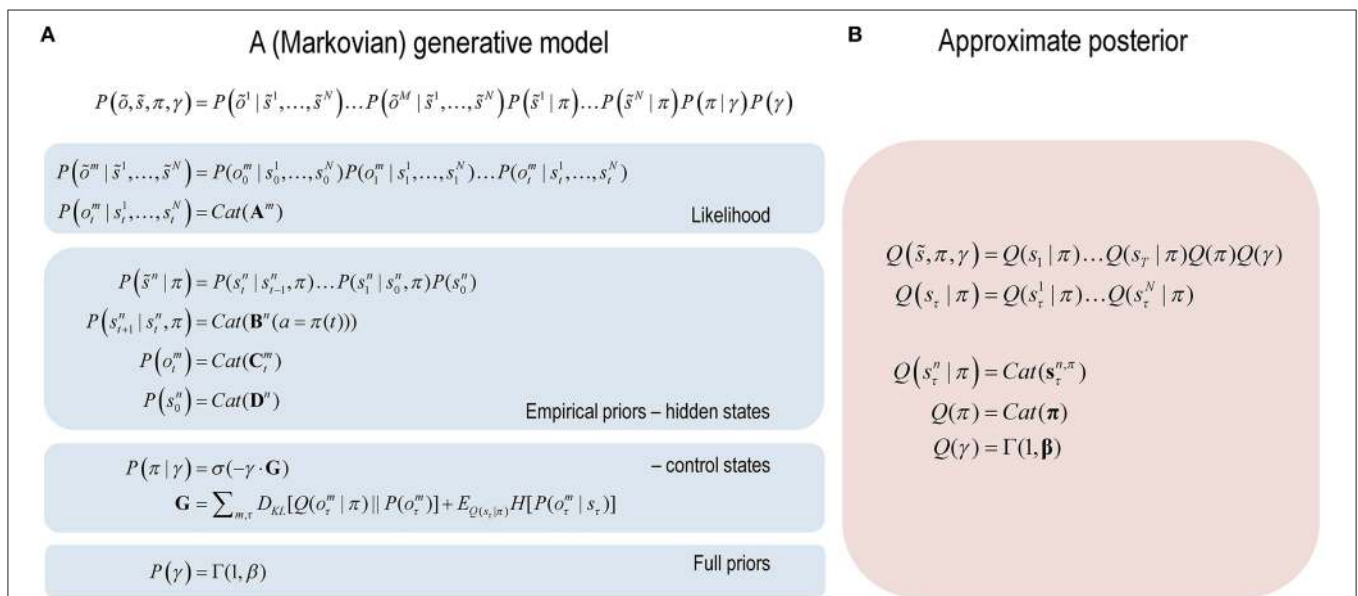 A
A (Markovian) generative model
P(õ, s̃, π, γ) = P(õ¹ | s̃¹,…, s̃ᴺ)…P(õᴹ | s̃¹,…, s̃ᴺ)P(s̃¹ | π)…P(s̃ᴺ | π)P(π | γ)P(γ)
P(õᵐ | s̃¹,…, s̃ᴺ) = P(o₀ᵐ | s₀¹,…, s₀ᴺ)P(o₁ᵐ | s₁¹,…, s₁ᴺ)…P(oₜᵐ | sₜ¹,…, sₜᴺ)
P(oₜᵐ | sₜ¹,…, sₜᴺ) = Cat(𝐀ᵐ)
Likelihood
P(s̃ⁿ | π) = P(sₜⁿ | sₜ₋₁ⁿ, π)…P(s₁ⁿ | s₀ⁿ, π)P(s₀ⁿ)
P(sₜ₊₁ⁿ | sₜⁿ, π) = Cat(𝐁ⁿ(a = π(t)))
P(oₜᵐ) = Cat(𝐂ₜᵐ)
P(s₀ⁿ) = Cat(𝐃ⁿ)
Empirical priors – hidden states
P(π | γ) = σ(−γ · 𝐆)
– control states
𝐆 = ∑_{m,τ} D_{KL}[Q(o_τᵐ | π) || P(o_τᵐ)] + E_{Q(s_τ|π)}H[P(o_τᵐ | s_τ)]
Full priors
P(γ) = Γ(1, β)
B
Approximate posterior
Q(s̃, π, γ) = Q(s₁ | π)…Q(s_T | π)Q(π)Q(γ)
Q(s_τ | π) = Q(s_τ¹ | π)…Q(s_τᴺ | π)
Q(s_τⁿ | π) = Cat(𝐬_τ^{n,π})
Q(π) = Cat(𝛑)
Q(γ) = Γ(1, 𝛃)